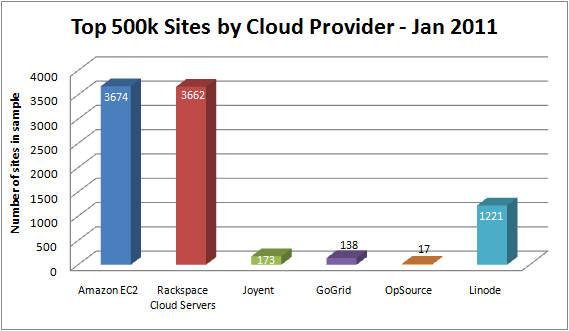 Top 500k Sites by Cloud Provider - Jan 2011
Number of sites in sample
4000
3500
3000
2500
2000
1500
1000
500
0
3674
3662
173
138
17
1221
Amazon EC2
Rackspace
Cloud Servers
Joyent
GoGrid
OpSource
Linode